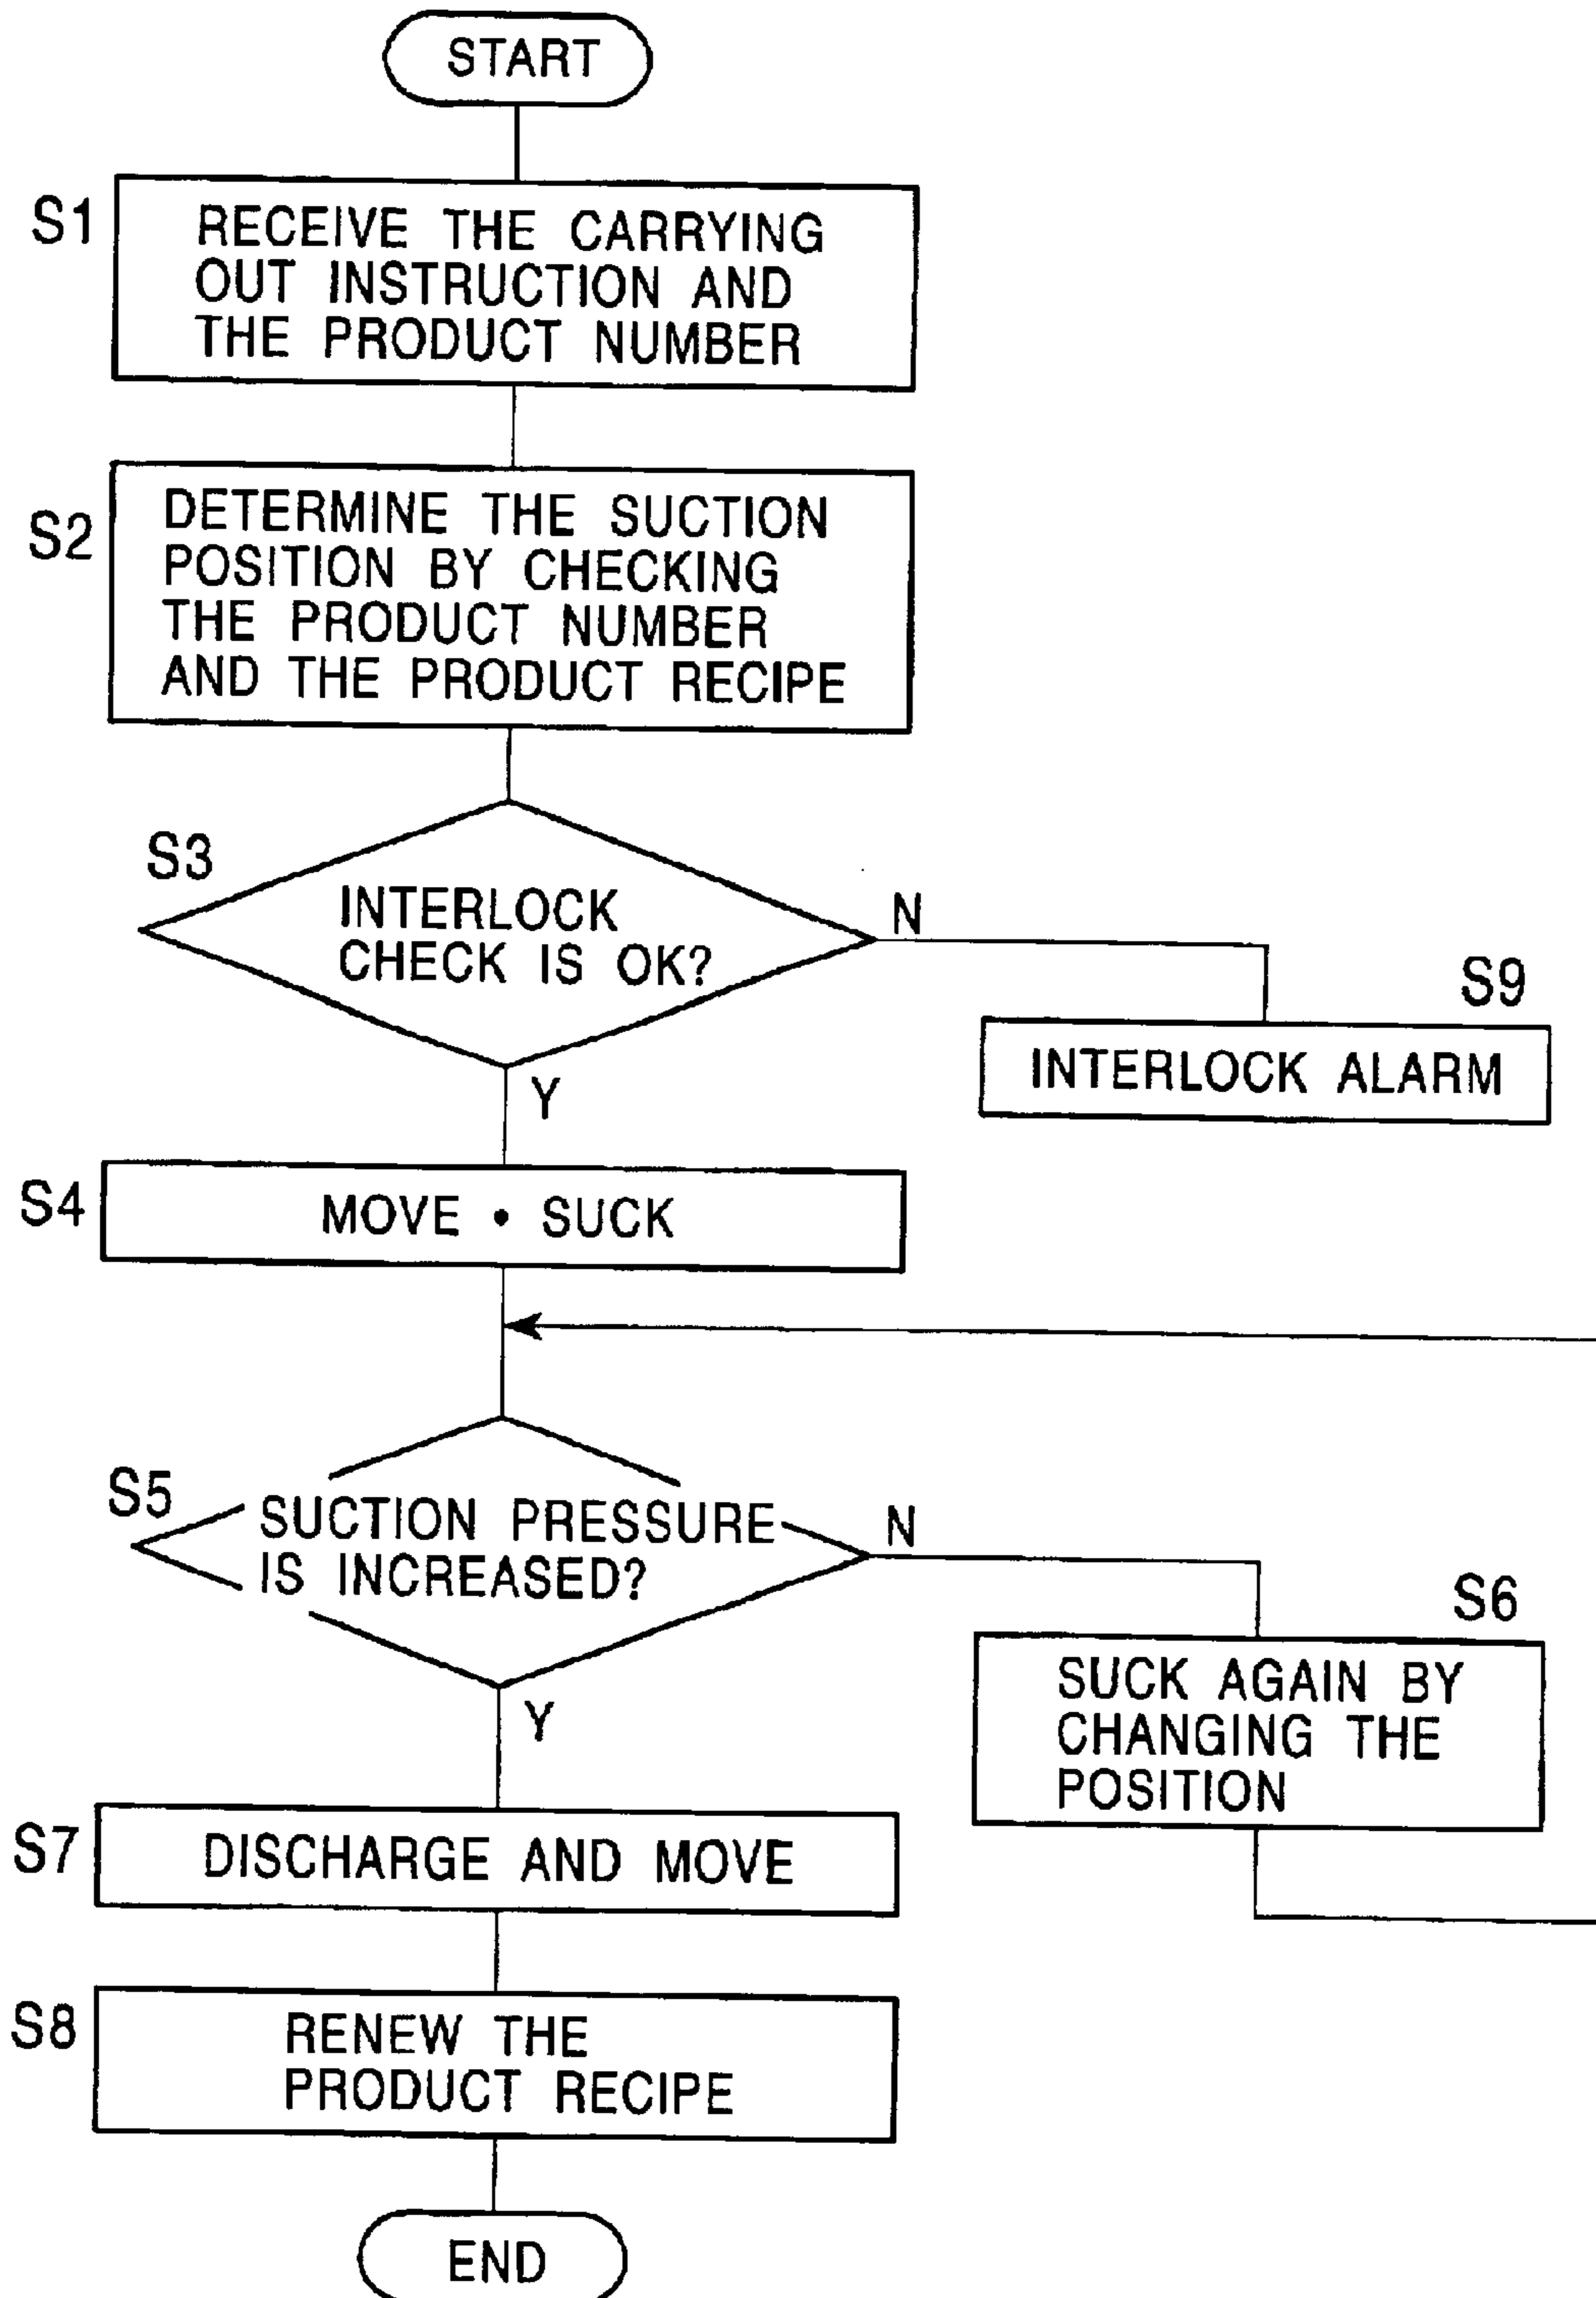 START
S1
RECEIVE THE CARRYING
OUT INSTRUCTION AND
THE PRODUCT NUMBER
S2
DETERMINE THE SUCTION
POSITION BY CHECKING
THE PRODUCT NUMBER
AND THE PRODUCT RECIPE
S3
INTERLOCK
CHECK IS OK?
N
S9
INTERLOCK ALARM
Y
S4
MOVE • SUCK
S5
SUCTION PRESSURE
IS INCREASED?
N
S6
SUCK AGAIN BY
CHANGING THE
POSITION
Y
S7
DISCHARGE AND MOVE
S8
RENEW THE
PRODUCT RECIPE
END